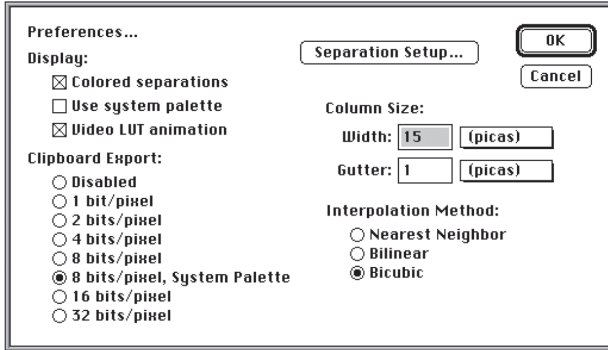 Preferences...
Display:
Colored separations
Use system palette
Video LUT animation
Clipboard Export:
Disabled
1 bit/pixel
2 bits/pixel
4 bits/pixel
8 bits/pixel
8 bits/pixel, System Palette
16 bits/pixel
32 bits/pixel
Separation Setup...
OK
Cancel
Column Size:
Width: 15 (picas)
Gutter: 1 (picas)
Interpolation Method:
Nearest Neighbor
Bilinear
Bicubic